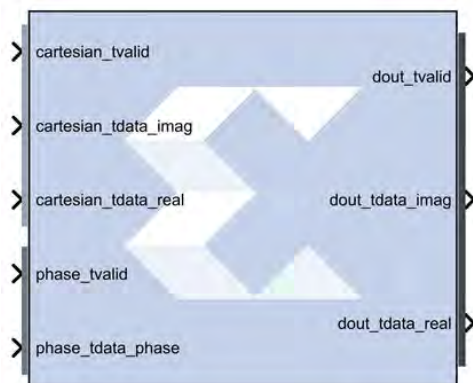 cartesian_tvalid
dout_tvalid
cartesian_tdata_imag
cartesian_tdata_real
dout_tdata_imag
phase_tvalid
dout_tdata_real
phase_tdata_phase